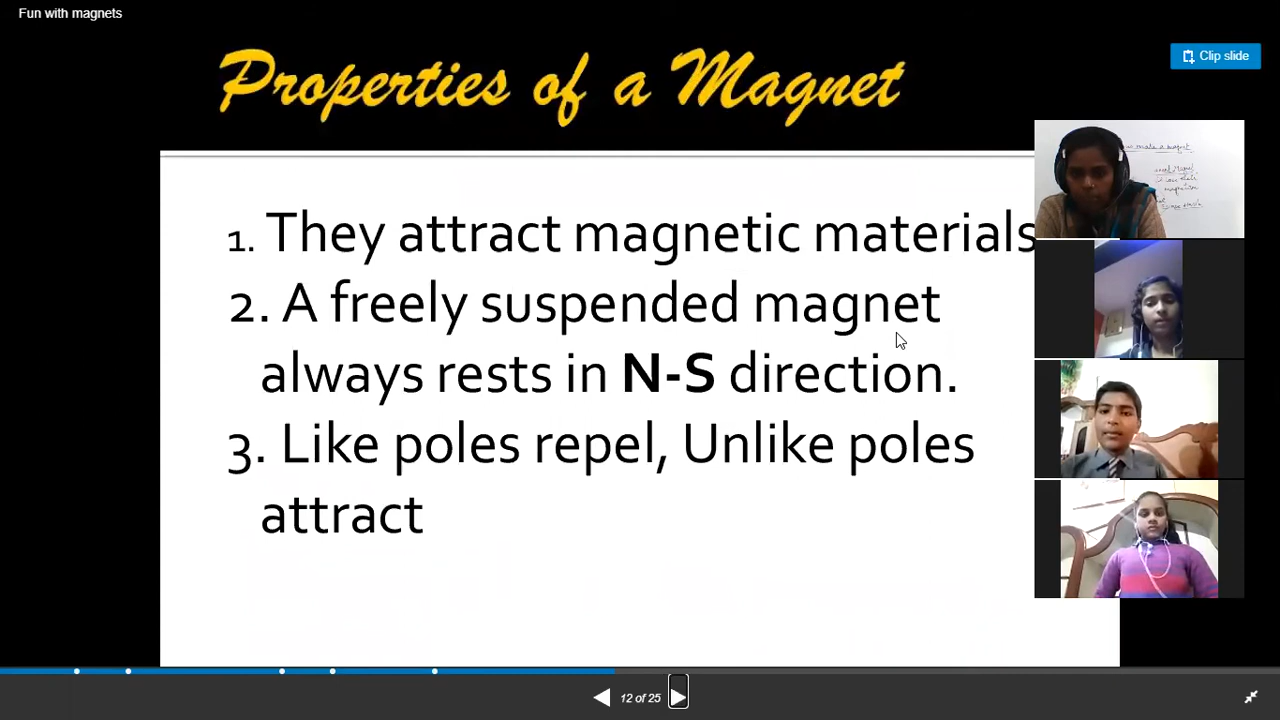 Fun with magnets
Properties of a Magnet
Clip slide
1. They attract magnetic materials
2. A freely suspended magnet
always rests in N-S direction.
3. Like poles repel, Unlike poles
attract
12 of 25